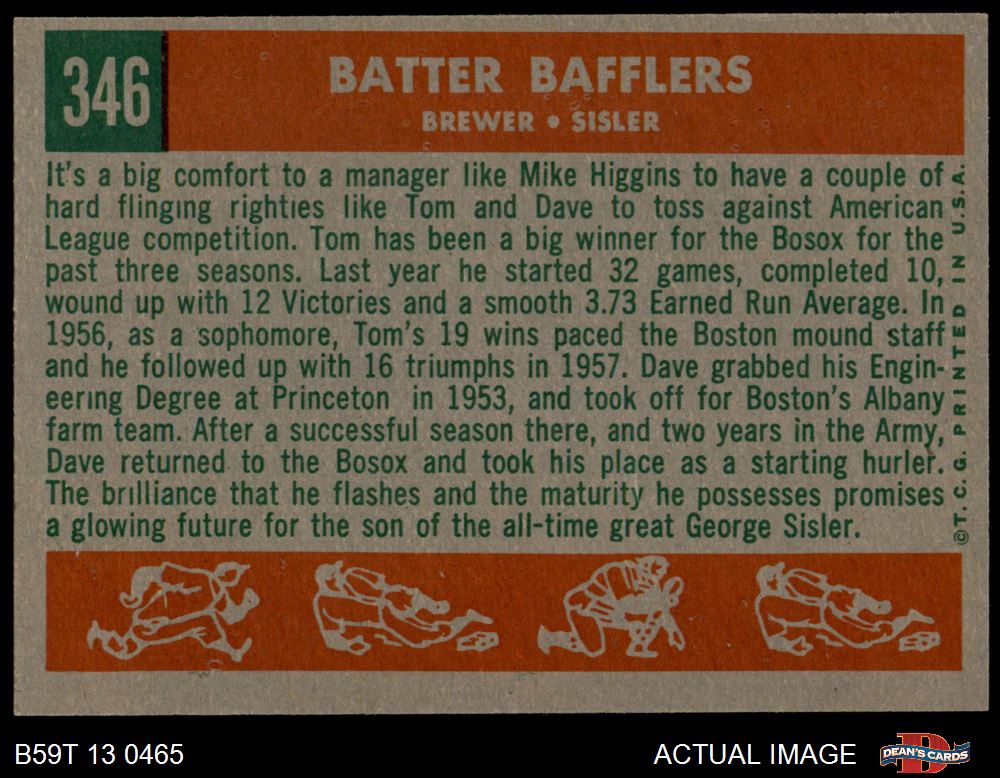 346
BATTER BAFFLERS
BREWER • SISLER
It's a big comfort to a manager like Mike Higgins to have a couple of
hard flinging righties like Tom and Dave to toss against American
League competition. Tom has been a big winner for the Bosox for the
past three seasons. Last year he started 32 games, completed 10,
wound up with 12 Victories and a smooth 3.73 Earned Run Average. In
1956, as a sophomore, Tom's 19 wins paced the Boston mound staff
and he followed up with 16 triumphs in 1957. Dave grabbed his Engin-
eering Degree at Princeton in 1953, and took off for Boston's Albany
farm team. After a successful season there, and two years in the Army,
Dave returned to the Bosox and took his place as a starting hurler.
The brilliance that he flashes and the maturity he possesses promises
a glowing future for the son of the all-time great George Sisler.
©T. C. G. PRINTED IN U.S.A.
B59T 13 0465
ACTUAL IMAGE
D
DEAN'S CARDS